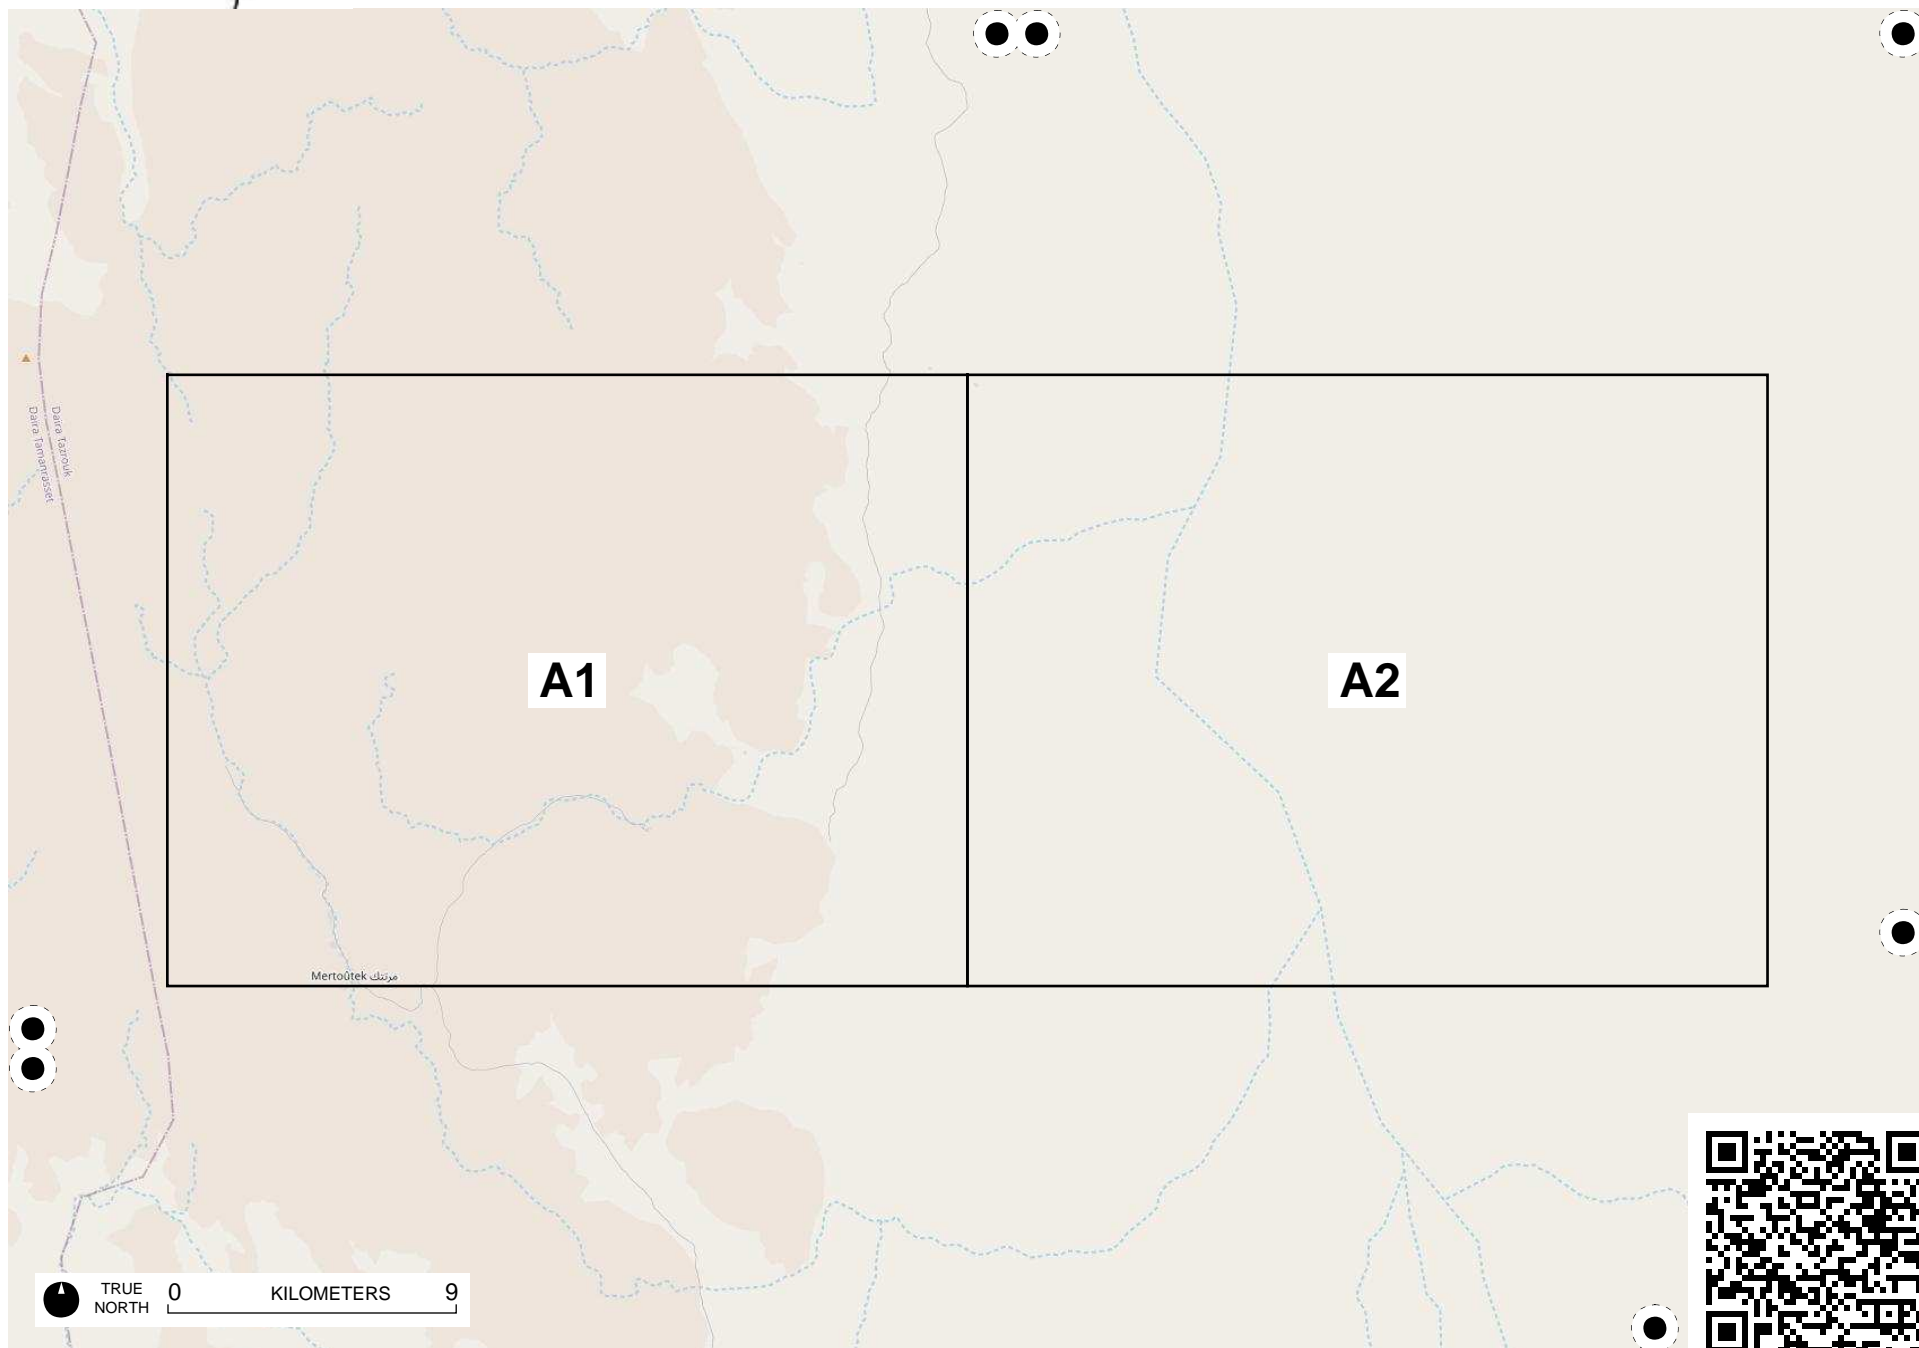 Daïra Tazrouk
Daïra Tamanrasset
A1
A2
Mertoûtek مرتتك
TRUE
NORTH
0 KILOMETERS 9